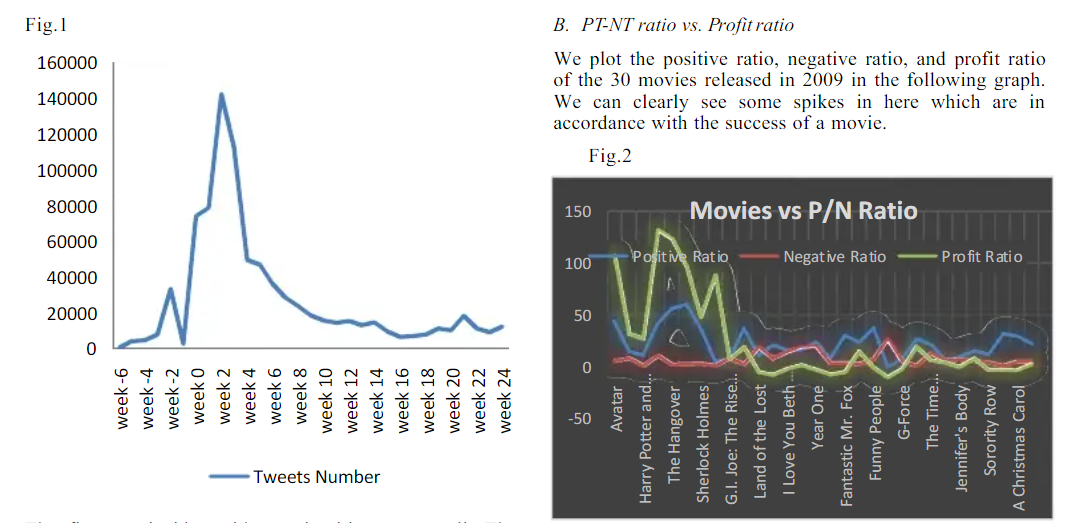 Fig.1
160000
140000
120000
100000
80000
60000
40000
20000
0
week -6
week -4
week -2
week 0
week 2
week 4
week 6
week 8
week 10
week 12
week 14
week 16
week 18
week 20
week 22
week 24
Tweets Number
B. PT-NT ratio vs. Profit ratio
We plot the positive ratio, negative ratio, and profit ratio
of the 30 movies released in 2009 in the following graph.
We can clearly see some spikes in here which are in
accordance with the success of a movie.
Fig.2
Movies vs P/N Ratio
Positive Ratio
Negative Ratio
Profit Ratio
150
100
50
0
-50
Avatar
Harry Potter and...
The Hangover
Sherlock Holmes
G.I. Joe: The Rise...
Land of the Lost
I Love You Beth...
Year One
Fantastic Mr. Fox
Funny People
G-Force
The Time...
Jennifer's Body
Sorority Row
A Christmas Carol